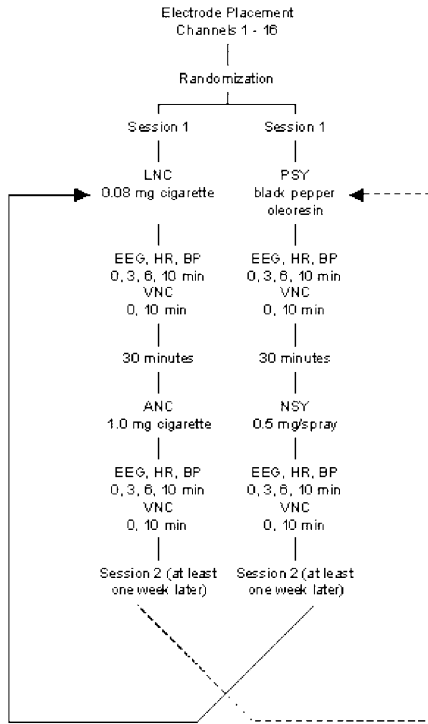 Electrode Placement
Channels 1 - 16
Randomization
Session 1
LNC
0.08 mg cigarette
EEG, HR, BP
0, 3, 6, 10 min
VNC
0, 10 min
30 minutes
ANC
1.0 mg cigarette
EEG, HR, BP
0, 3, 6, 10 min
VNC
0, 10 min
Session 2 (at least
one week later)
Session 1
PSY
black pepper
oleoresin
EEG, HR, BP
0, 3, 6, 10 min
VNC
0, 10 min
30 minutes
NSY
0.5 mg/spray
EEG, HR, BP
0, 3, 6, 10 min
VNC
0, 10 min
Session 2 (at least
one week later)